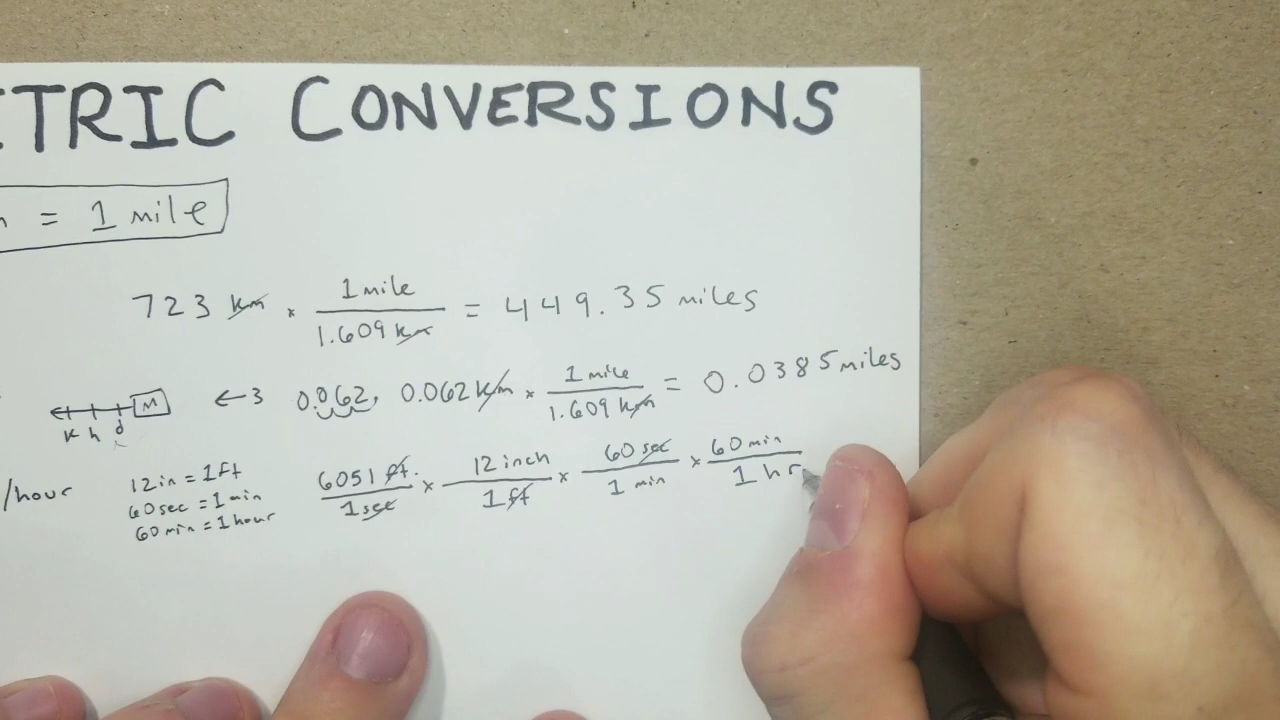 TRIC CONVERSIONS
= 1 mile
723 km × 1 mile / 1.609 km = 449.35 miles
K h d M ← 3 0.062, 0.062 Km × 1 mile / 1.609 km = 0.0385 miles
/hour
12 in = 1 ft
60 sec = 1 min
60 min = 1 hour
6051 ft. / 1 sec × 12 inch / 1 ft × 60 sec / 1 min × 60 min / 1 hr